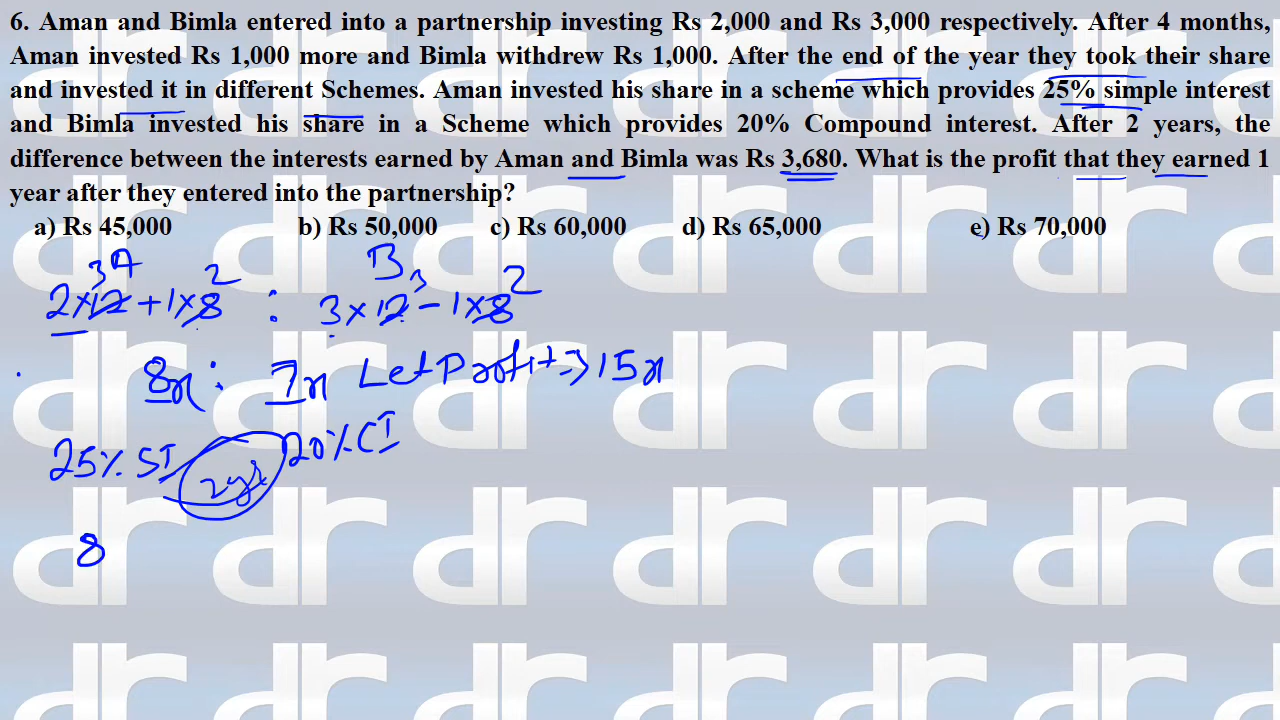 6. Aman and Bimla entered into a partnership investing Rs 2,000 and Rs 3,000 respectively. After 4 months,
Aman invested Rs 1,000 more and Bimla withdrew Rs 1,000. After the end of the year they took their share
and invested it in different Schemes. Aman invested his share in a scheme which provides 25% simple interest
and Bimla invested his share in a Scheme which provides 20% Compound interest. After 2 years, the
difference between the interests earned by Aman and Bimla was Rs 3,680. What is the profit that they earned 1
year after they entered into the partnership?
a) Rs 45,000 b) Rs 50,000 c) Rs 60,000 d) Rs 65,000 e) Rs 70,000
A B
3 2 3 2
2×12 + 1×8 : 3×12 - 1×8
8x : 7x Let Profit => 15x
25% SI 2yr 20% CI
8